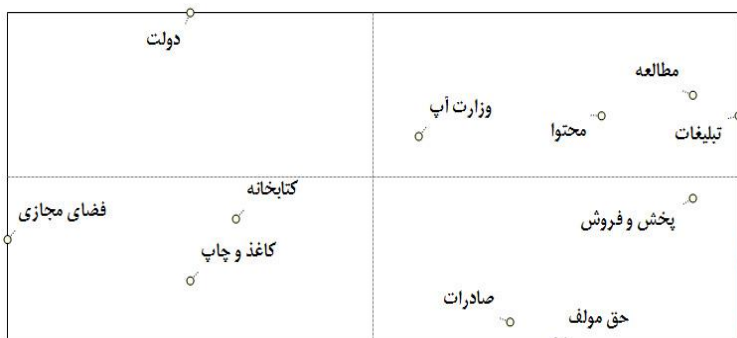 دولت
مطالعه
وزارت آپ
محتوا
تبلیغات
کتابخانه
فضای مجازی
پخش و فروش
کاغذ و چاپ
صادرات
حق مولف